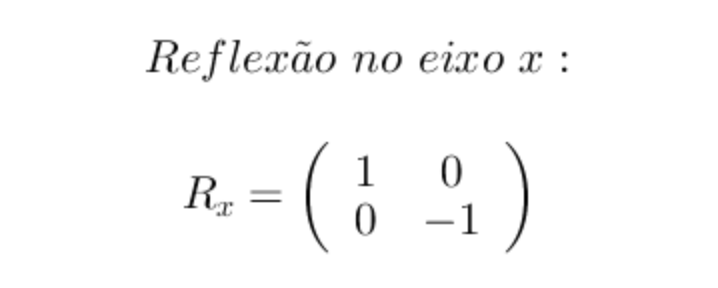 Reflexão no eixo x :
R_x = ( 1 0
0 −1 )